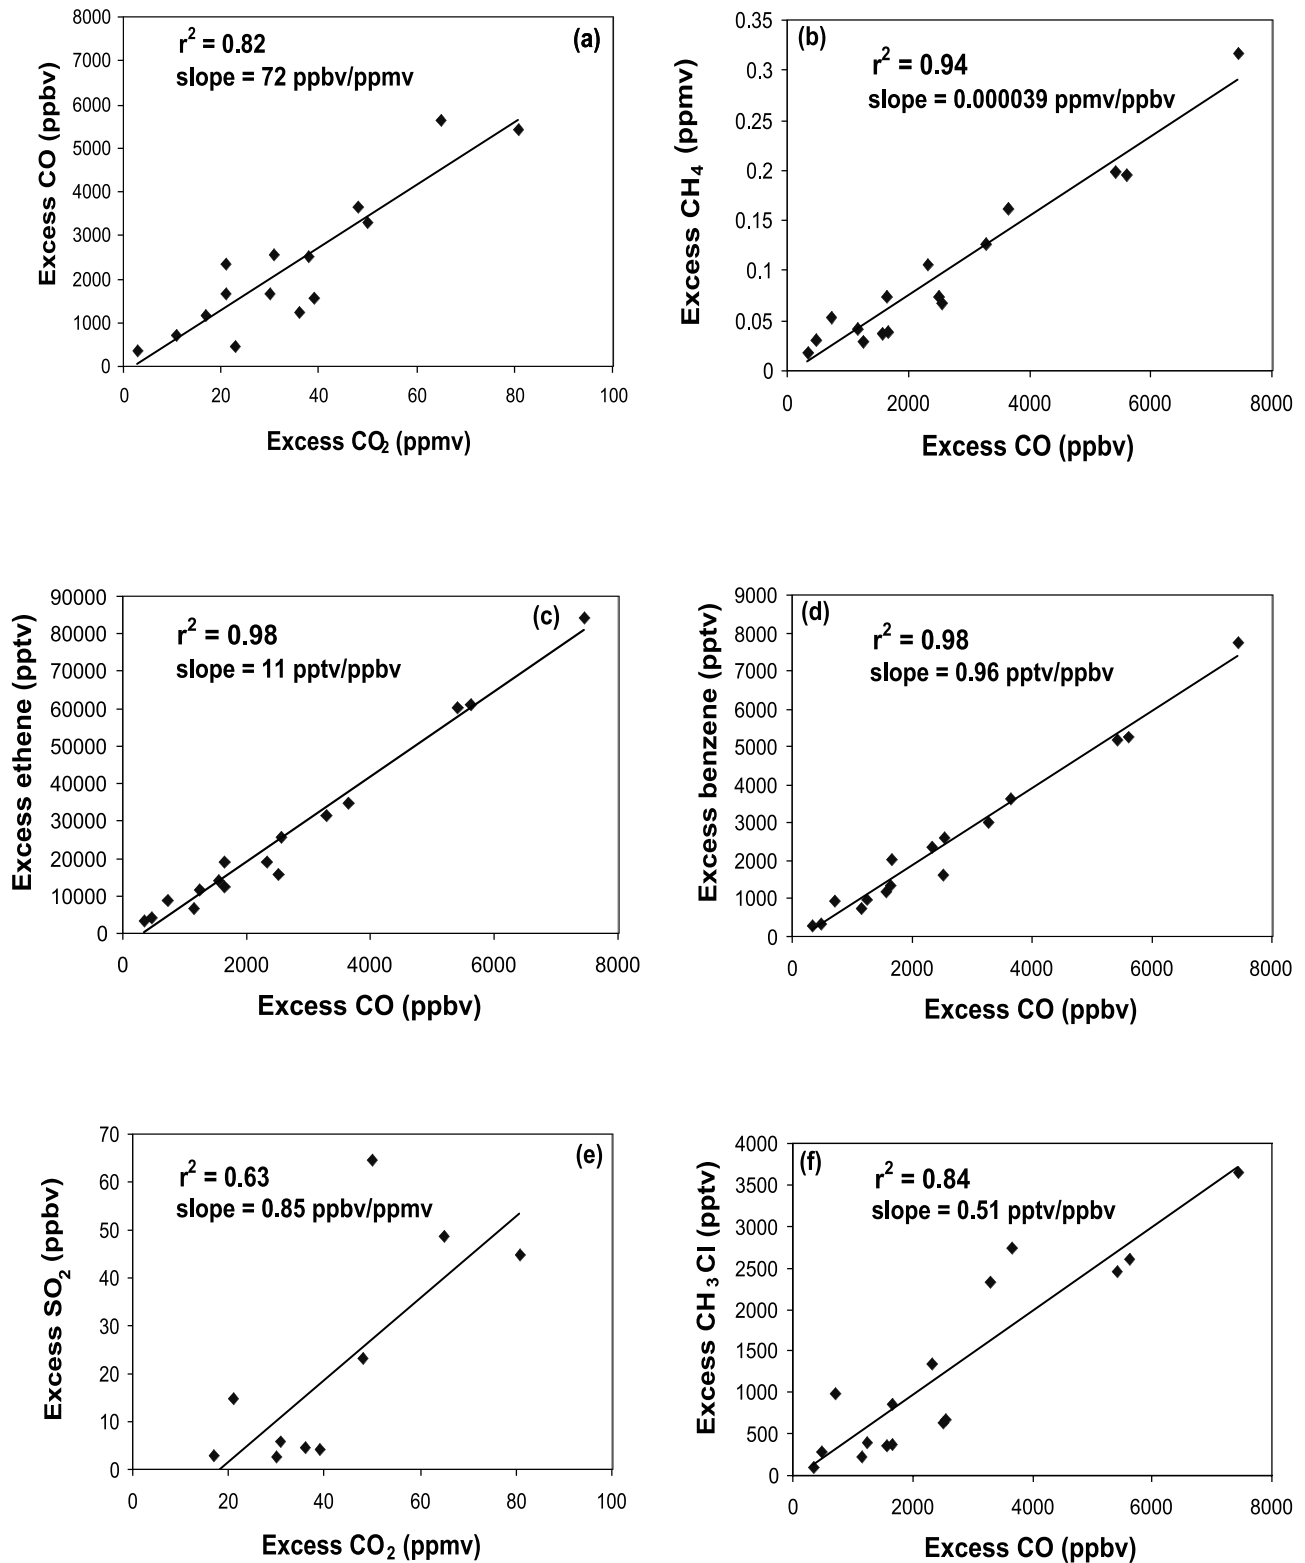 (a)
r² = 0.82
slope = 72 ppbv/ppmv
Excess CO (ppbv)
8000
7000
6000
5000
4000
3000
2000
1000
0
0 20 40 60 80 100
Excess CO₂ (ppmv)
(b)
r² = 0.94
slope = 0.000039 ppmv/ppbv
Excess CH₄ (ppmv)
0.35
0.3
0.25
0.2
0.15
0.1
0.05
0
0 2000 4000 6000 8000
Excess CO (ppbv)
(c)
r² = 0.98
slope = 11 pptv/ppbv
Excess ethene (pptv)
90000
80000
70000
60000
50000
40000
30000
20000
10000
0
0 2000 4000 6000 8000
Excess CO (ppbv)
(d)
r² = 0.98
slope = 0.96 pptv/ppbv
Excess benzene (pptv)
9000
8000
7000
6000
5000
4000
3000
2000
1000
0
0 2000 4000 6000 8000
Excess CO (ppbv)
(e)
r² = 0.63
slope = 0.85 ppbv/ppmv
Excess SO₂ (ppbv)
70
60
50
40
30
20
10
0
0 20 40 60 80 100
Excess CO₂ (ppmv)
(f)
r² = 0.84
slope = 0.51 pptv/ppbv
Excess CH₃Cl (pptv)
4000
3500
3000
2500
2000
1500
1000
500
0
0 2000 4000 6000 8000
Excess CO (ppbv)